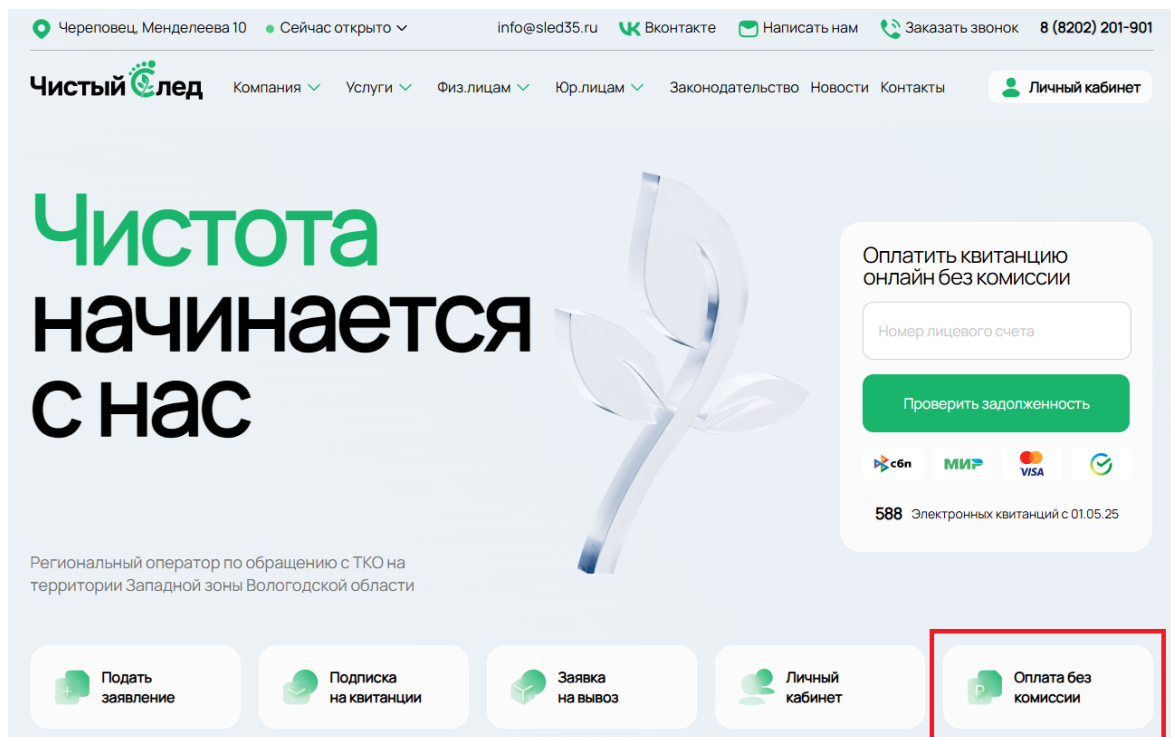 Череповец, Менделеева 10 Сейчас открыто info@sled35.ru Вконтакте Написать нам Заказать звонок 8 (8202) 201-901
Чистый След Компания Услуги Физ.лицам Юр.лицам Законодательство Новости Контакты Личный кабинет
Чистота
начинается
с нас
Региональный оператор по обращению с ТКО на
территории Западной зоны Вологодской области
Оплатить квитанцию
онлайн без комиссии
Номер лицевого счета
Проверить задолженность
сбп МИР VISA
588 Электронных квитанций с 01.05.25
Подать
заявление
Подписка
на квитанции
Заявка
на вывоз
Личный
кабинет
Оплата без
комиссии